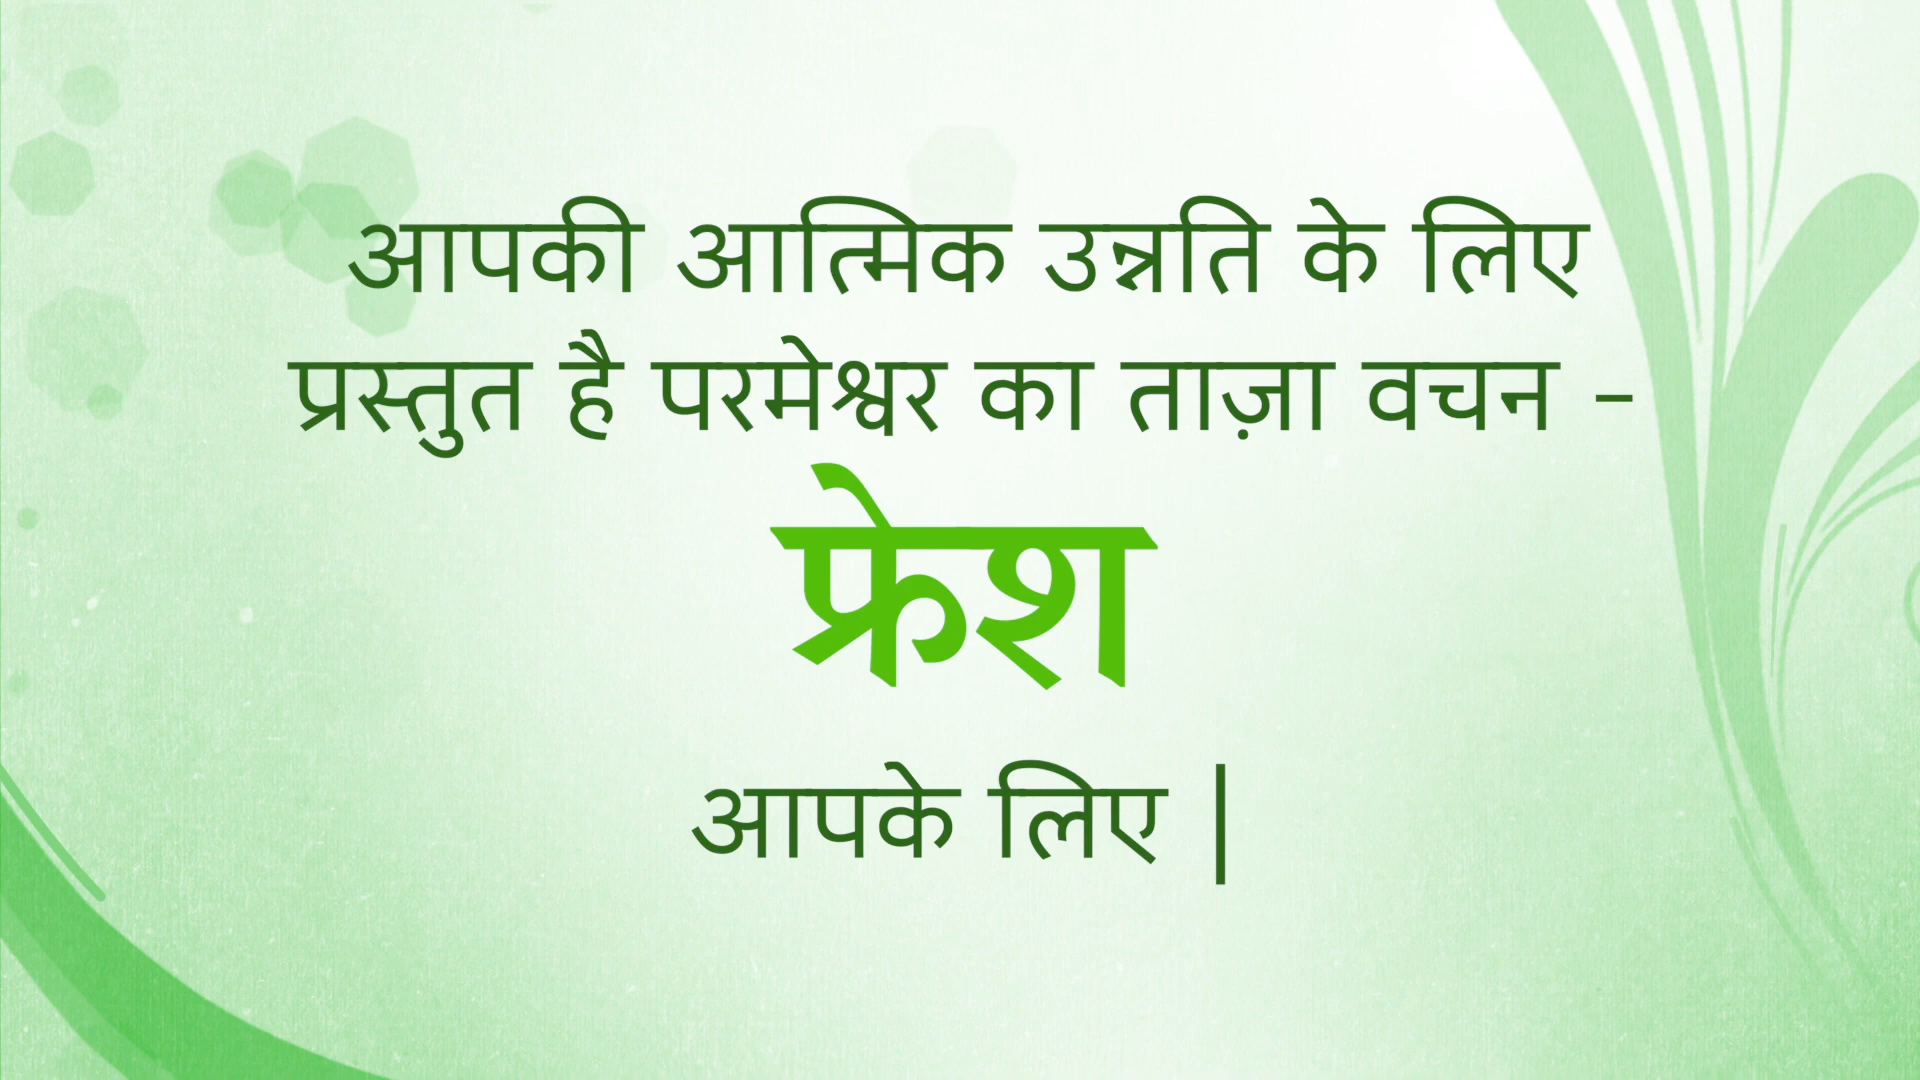 आपकी आत्मिक उन्नति के लिए
प्रस्तुत है परमेश्वर का ताज़ा वचन -
फ्रेश
आपके लिए |